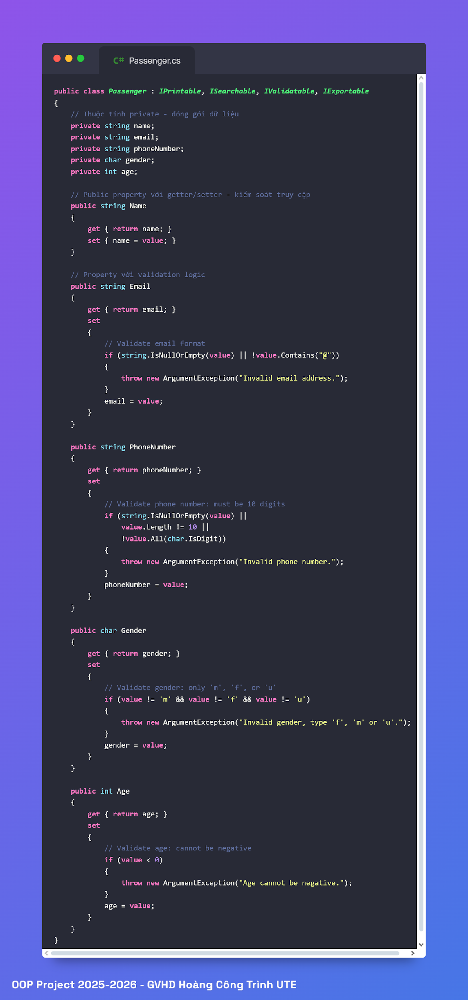 C# Passenger.cs
public class Passenger : IPrintable, ISearchable, IValidatable, IExportable
{
    // Thuộc tính private - đóng gói dữ liệu
    private string name;
    private string email;
    private string phoneNumber;
    private char gender;
    private int age;

    // Public property với getter/setter - kiểm soát truy cập
    public string Name
    {
        get { return name; }
        set { name = value; }
    }

    // Property với validation logic
    public string Email
    {
        get { return email; }
        set
        {
            // Validate email format
            if (string.IsNullOrEmpty(value) || !value.Contains("@"))
            {
                throw new ArgumentException("Invalid email address.");
            }
            email = value;
        }
    }

    public string PhoneNumber
    {
        get { return phoneNumber; }
        set
        {
            // Validate phone number: must be 10 digits
            if (string.IsNullOrEmpty(value) ||
                value.Length != 10 ||
                !value.All(char.IsDigit))
            {
                throw new ArgumentException("Invalid phone number.");
            }
            phoneNumber = value;
        }
    }

    public char Gender
    {
        get { return gender; }
        set
        {
            // Validate gender: only 'm', 'f', or 'u'
            if (value != 'm' && value != 'f' && value != 'u')
            {
                throw new ArgumentException("Invalid gender, type 'f', 'm' or 'u'.");
            }
            gender = value;
        }
    }

    public int Age
    {
        get { return age; }
        set
        {
            // Validate age: cannot be negative
            if (value < 0)
            {
                throw new ArgumentException("Age cannot be negative.");
            }
            age = value;
        }
    }
}
OOP Project 2025-2026 - GVHD Hoàng Công Trình UTE